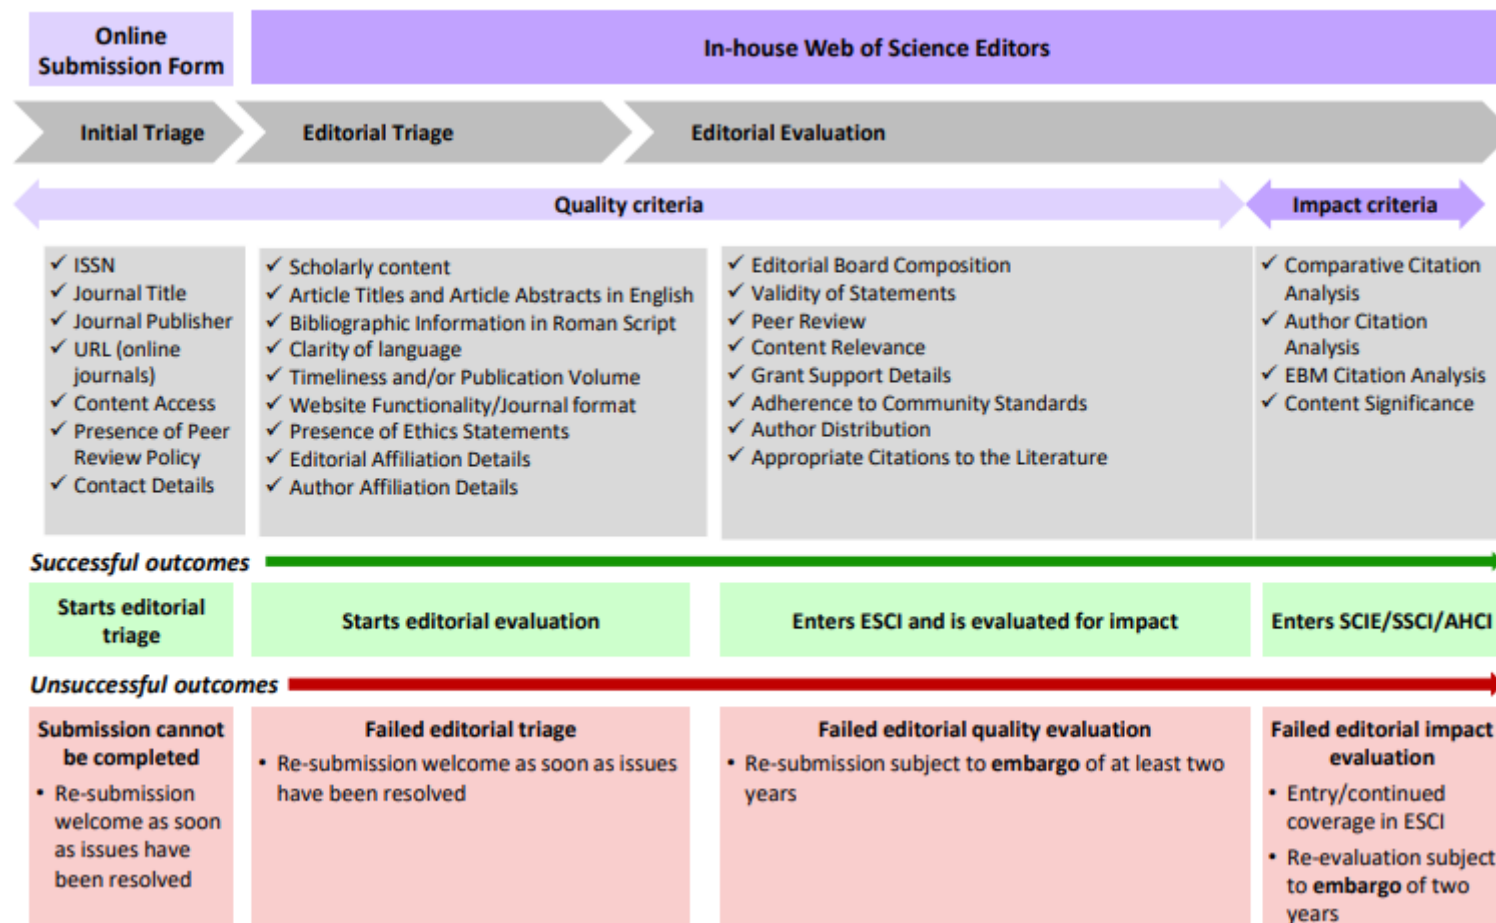 Online
Submission Form
In-house Web of Science Editors
Initial Triage
Editorial Triage
Editorial Evaluation
Quality criteria
Impact criteria
✓ ISSN
✓ Journal Title
✓ Journal Publisher
✓ URL (online
journals)
✓ Content Access
✓ Presence of Peer
Review Policy
✓ Contact Details
✓ Scholarly content
✓ Article Titles and Article Abstracts in English
✓ Bibliographic Information in Roman Script
✓ Clarity of language
✓ Timeliness and/or Publication Volume
✓ Website Functionality/Journal format
✓ Presence of Ethics Statements
✓ Editorial Affiliation Details
✓ Author Affiliation Details
✓ Editorial Board Composition
✓ Validity of Statements
✓ Peer Review
✓ Content Relevance
✓ Grant Support Details
✓ Adherence to Community Standards
✓ Author Distribution
✓ Appropriate Citations to the Literature
✓ Comparative Citation
Analysis
✓ Author Citation
Analysis
✓ EBM Citation Analysis
✓ Content Significance
Successful outcomes
Starts editorial
triage
Starts editorial evaluation
Enters ESCI and is evaluated for impact
Enters SCIE/SSCI/AHCI
Unsuccessful outcomes
Submission cannot
be completed
• Re-submission
welcome as soon
as issues have
been resolved
Failed editorial triage
• Re-submission welcome as soon as issues
have been resolved
Failed editorial quality evaluation
• Re-submission subject to embargo of at least two
years
Failed editorial impact
evaluation
• Entry/continued
coverage in ESCI
• Re-evaluation subject
to embargo of two
years